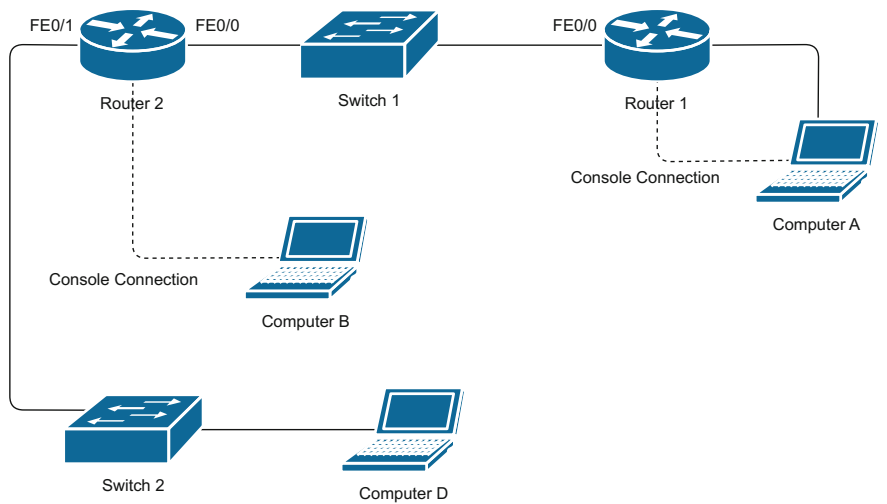 FE0/1
FE0/0
FE0/0
Router 2
Switch 1
Router 1
Console Connection
Computer A
Console Connection
Computer B
Switch 2
Computer D